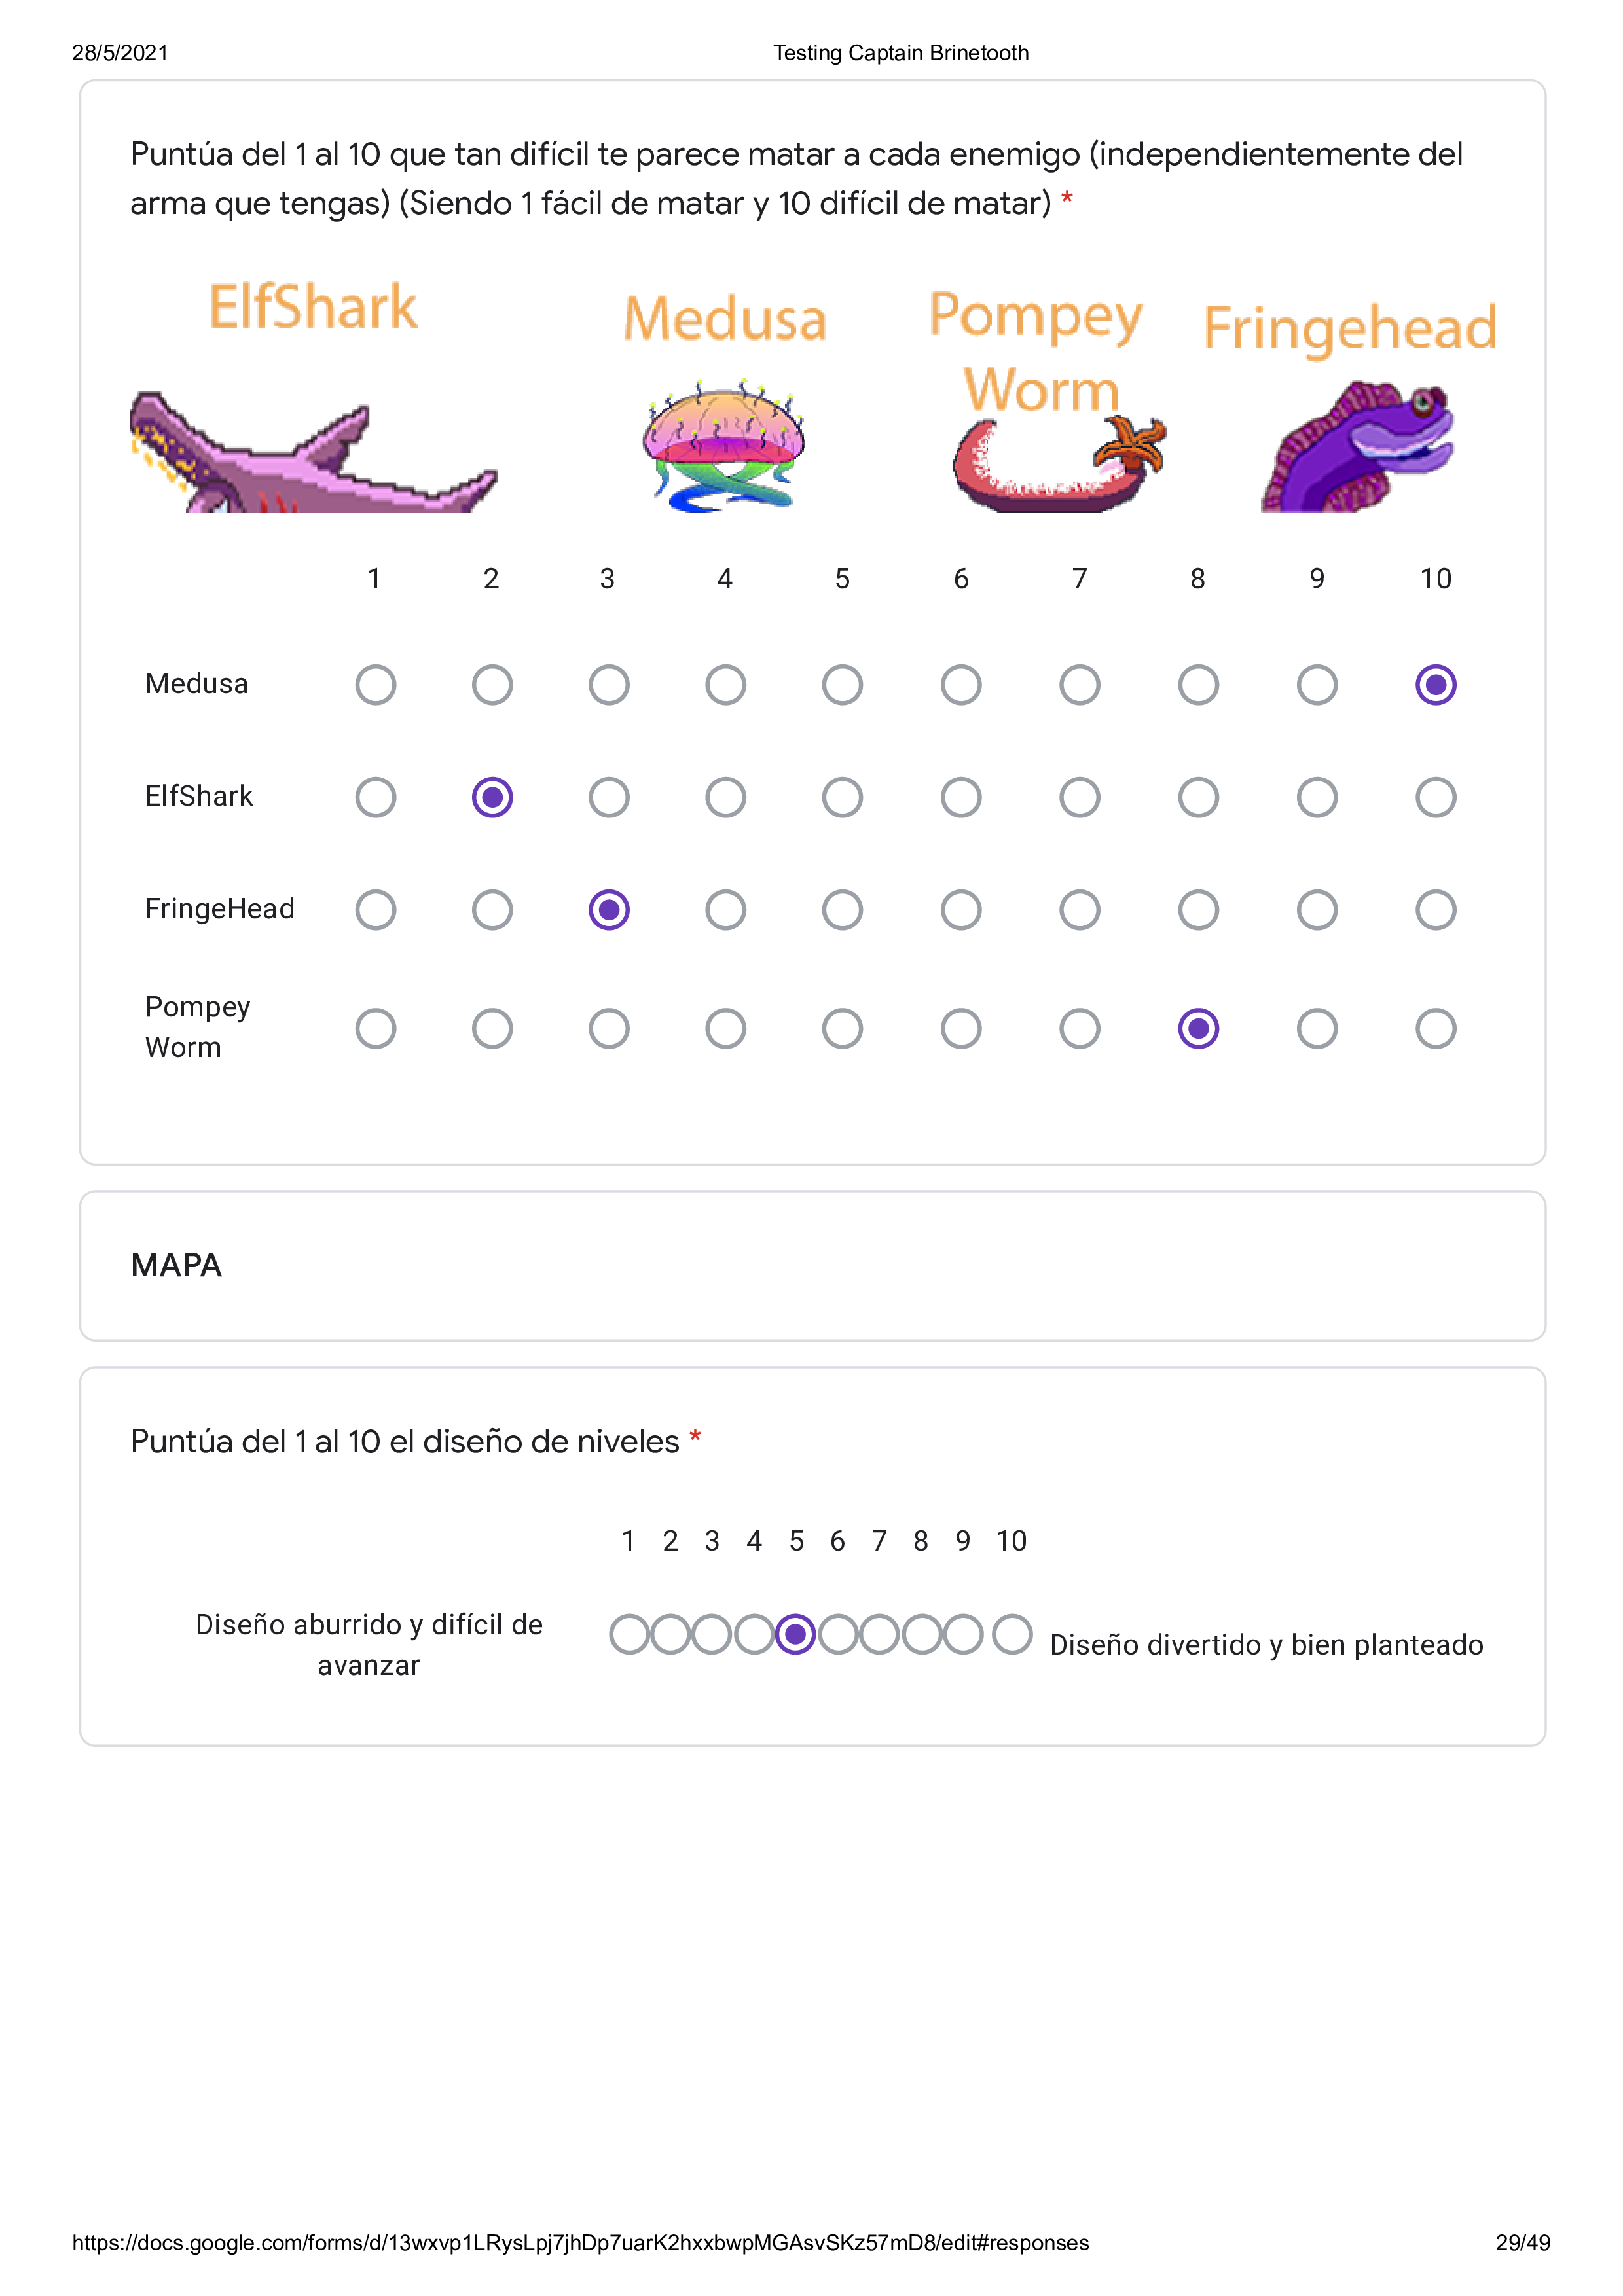 28/5/2021 Testing Captain Brinetooth
Puntúa del 1 al 10 que tan difícil te parece matar a cada enemigo (independientemente del
arma que tengas) (Siendo 1 fácil de matar y 10 difícil de matar) *
ElfShark Medusa Pompey Worm Fringehead
1 2 3 4 5 6 7 8 9 10
Medusa
ElfShark
FringeHead
Pompey
Worm
MAPA
Puntúa del 1 al 10 el diseño de niveles *
1 2 3 4 5 6 7 8 9 10
Diseño aburrido y difícil de
avanzar
Diseño divertido y bien planteado
https://docs.google.com/forms/d/13wxvp1LRysLpj7jhDp7uarK2hxxbwpMGAsvSKz57mD8/edit#responses 29/49